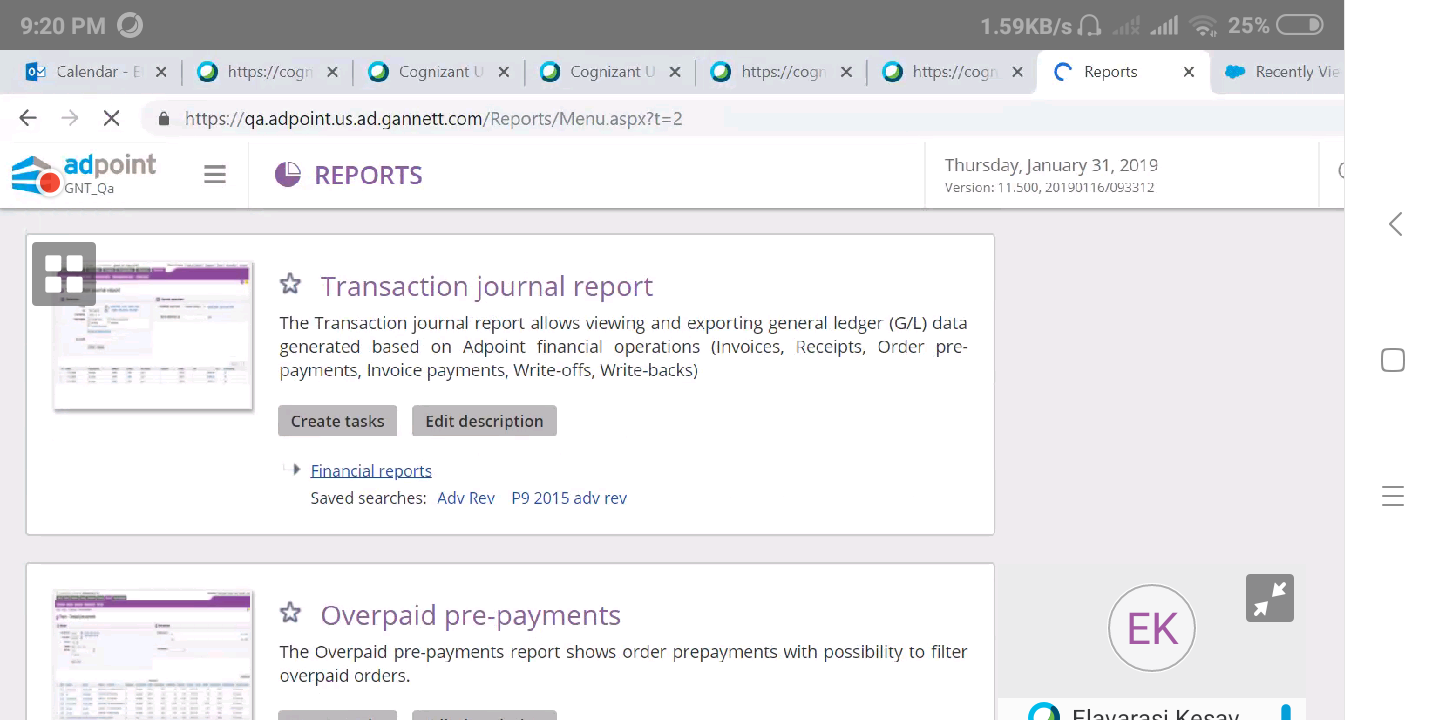 9:20 PM 1.59KB/s 25%
Calendar - E https://cogn Cognizant U Cognizant U https://cogn https://cogn Reports Recently Vie
https://qa.adpoint.us.ad.gannett.com/Reports/Menu.aspx?t=2
adpoint
GNT_Qa
REPORTS
Thursday, January 31, 2019
Version: 11.500, 20190116/093312
Transaction journal report
The Transaction journal report allows viewing and exporting general ledger (G/L) data
generated based on Adpoint financial operations (Invoices, Receipts, Order pre-
payments, Invoice payments, Write-offs, Write-backs)
Create tasks Edit description
Financial reports
Saved searches: Adv Rev P9 2015 adv rev
Overpaid pre-payments
The Overpaid pre-payments report shows order prepayments with possibility to filter
overpaid orders.
EK
Elavarasi Kesav